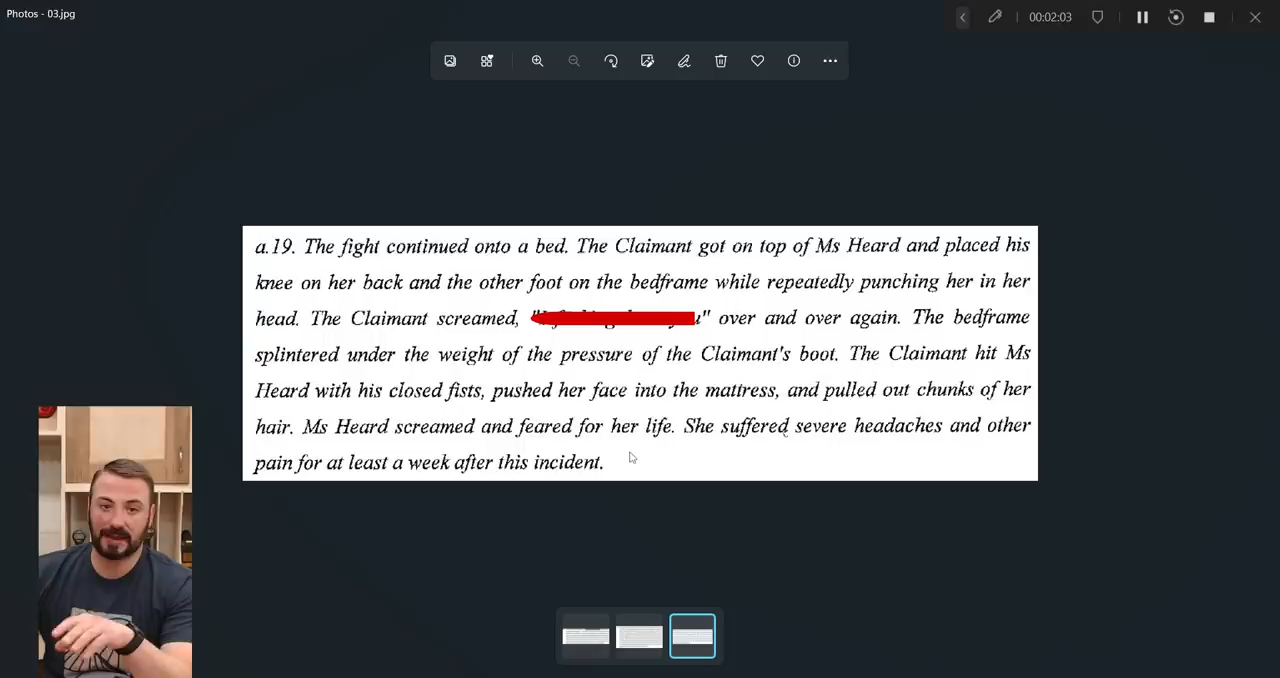 Photos - 03.jpg
00:02:03
a.19. The fight continued onto a bed. The Claimant got on top of Ms Heard and placed his
knee on her back and the other foot on the bedframe while repeatedly punching her in her
head. The Claimant screamed, " over and over again. The bedframe
splintered under the weight of the pressure of the Claimant's boot. The Claimant hit Ms
Heard with his closed fists, pushed her face into the mattress, and pulled out chunks of her
hair. Ms Heard screamed and feared for her life. She suffered severe headaches and other
pain for at least a week after this incident.